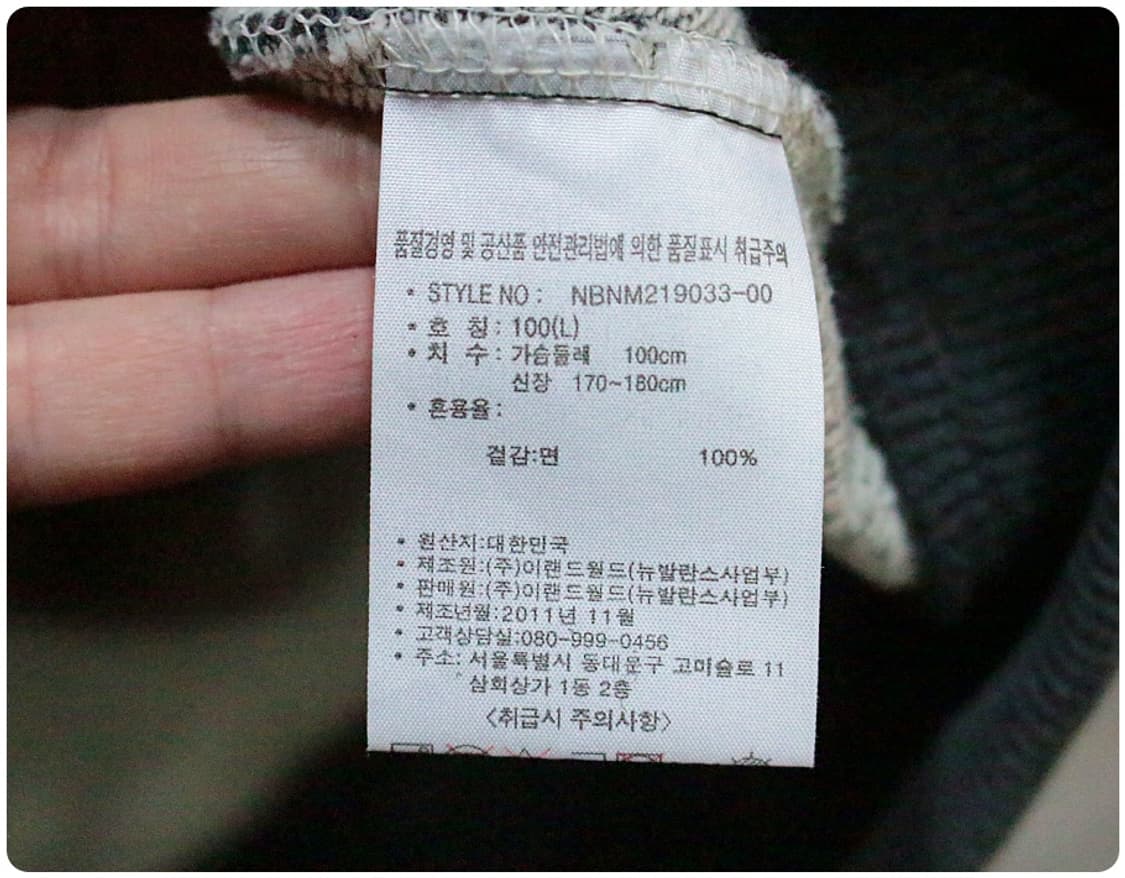 품질경영 및 공산품 안전관리법에 의한 품질표시 취급주의
• STYLE NO : NBNM219033-00
• 호 칭 : 100(L)
• 치 수 : 가슴둘레 100cm
신장 170~180cm
• 혼용율 :
겉감:면 100%
• 원산지:대한민국
• 제조원:(주)이랜드월드(뉴발란스사업부)
• 판매원:(주)이랜드월드(뉴발란스사업부)
• 제조년월:2011년 11월
• 고객상담실:080-999-0456
• 주소: 서울특별시 동대문구 고미술로 11
삼희상가 1동 2층
<취급시 주의사항>